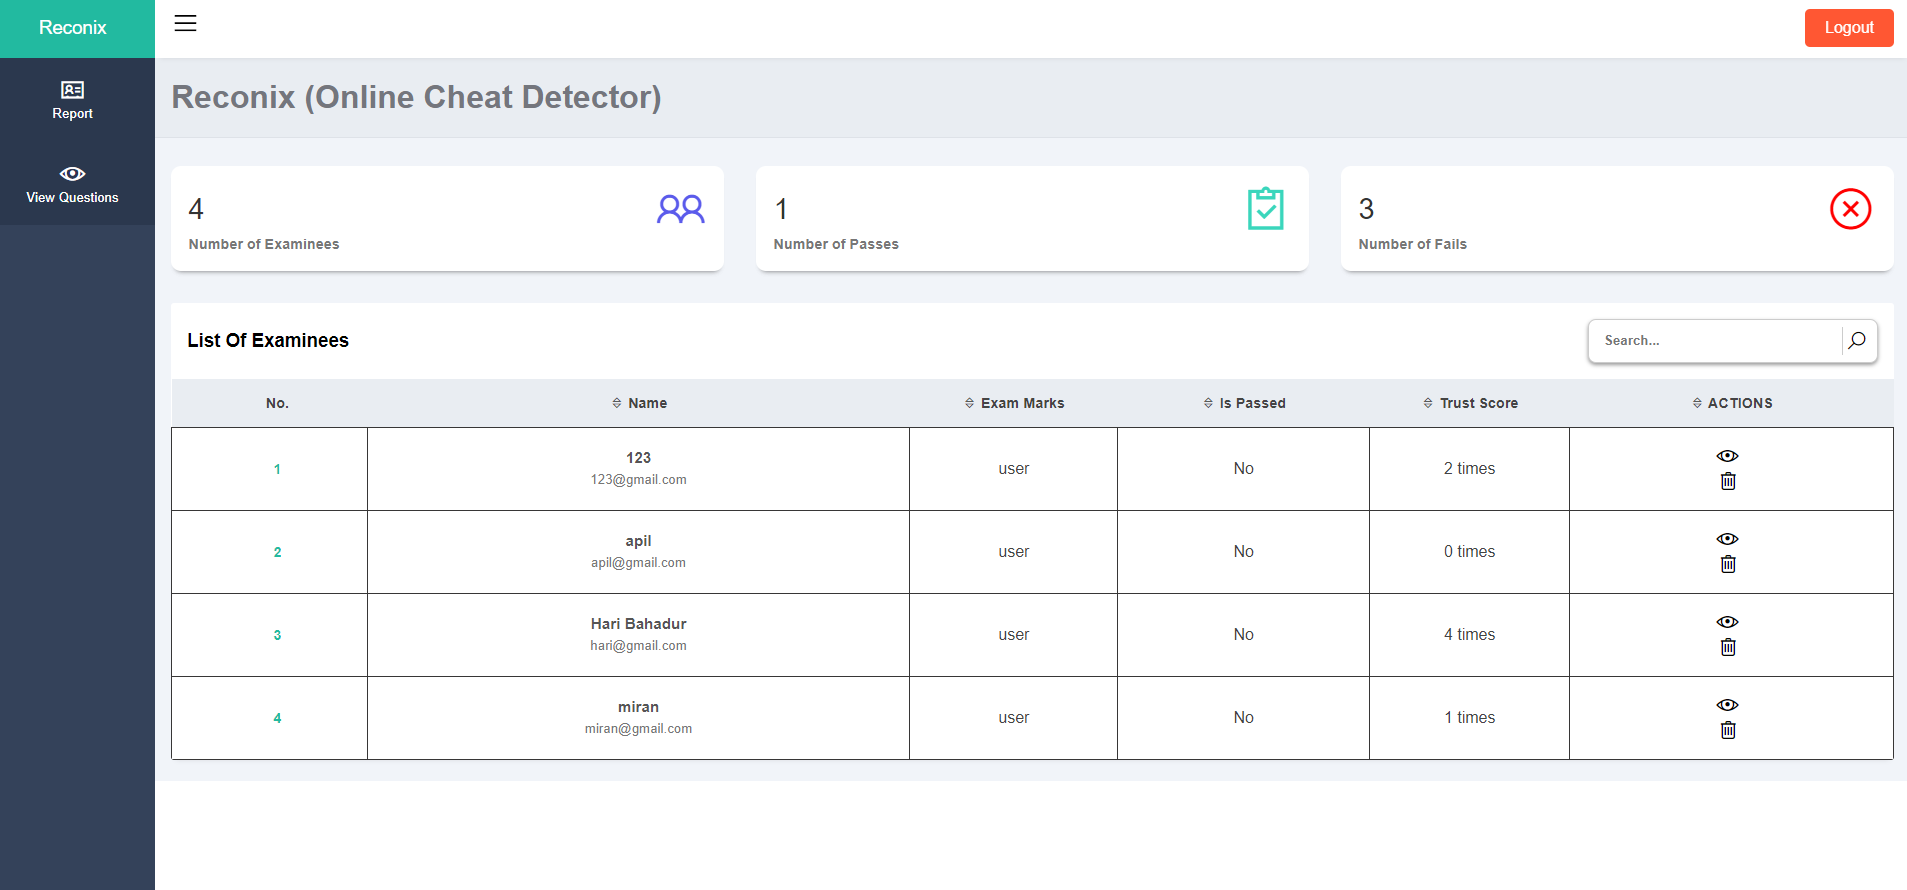 Reconix
Logout
Report
View Questions
Reconix (Online Cheat Detector)
4
Number of Examinees
1
Number of Passes
3
Number of Fails
List Of Examinees
Search...
No. Name Exam Marks Is Passed Trust Score ACTIONS
1 123 user No 2 times
123@gmail.com
2 apil user No 0 times
apil@gmail.com
3 Hari Bahadur user No 4 times
hari@gmail.com
4 miran user No 1 times
miran@gmail.com